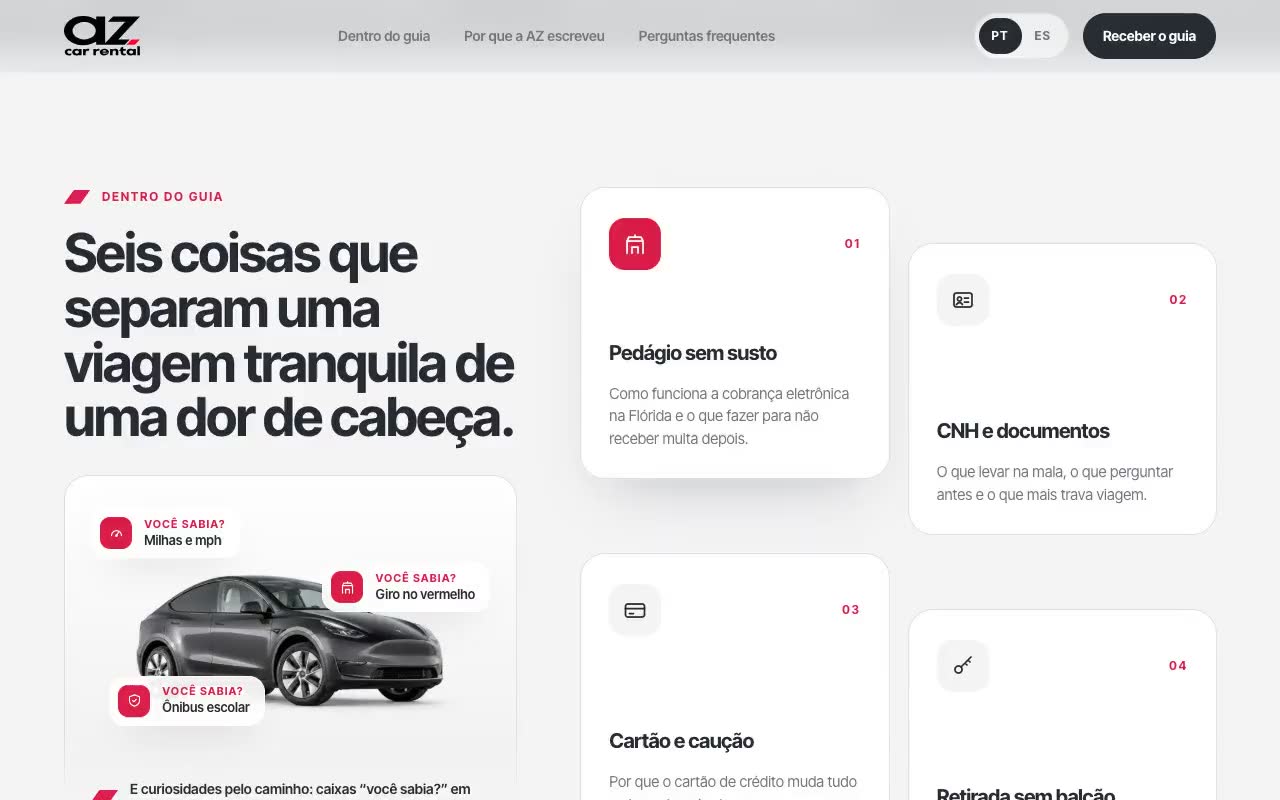 az
car rental
Dentro do guia
Por que a AZ escreveu
Perguntas frequentes
PT
ES
Receber o guia
DENTRO DO GUIA
Seis coisas que
separam uma
viagem tranquila de
uma dor de cabeça.
VOCÊ SABIA?
Milhas e mph
VOCÊ SABIA?
Giro no vermelho
VOCÊ SABIA?
Ônibus escolar
E curiosidades pelo caminho: caixas “você sabia?” em
01
Pedágio sem susto
Como funciona a cobrança eletrônica
na Flórida e o que fazer para não
receber multa depois.
02
CNH e documentos
O que levar na mala, o que perguntar
antes e o que mais trava viagem.
03
Cartão e caução
Por que o cartão de crédito muda tudo
04
Retirada sem balcão